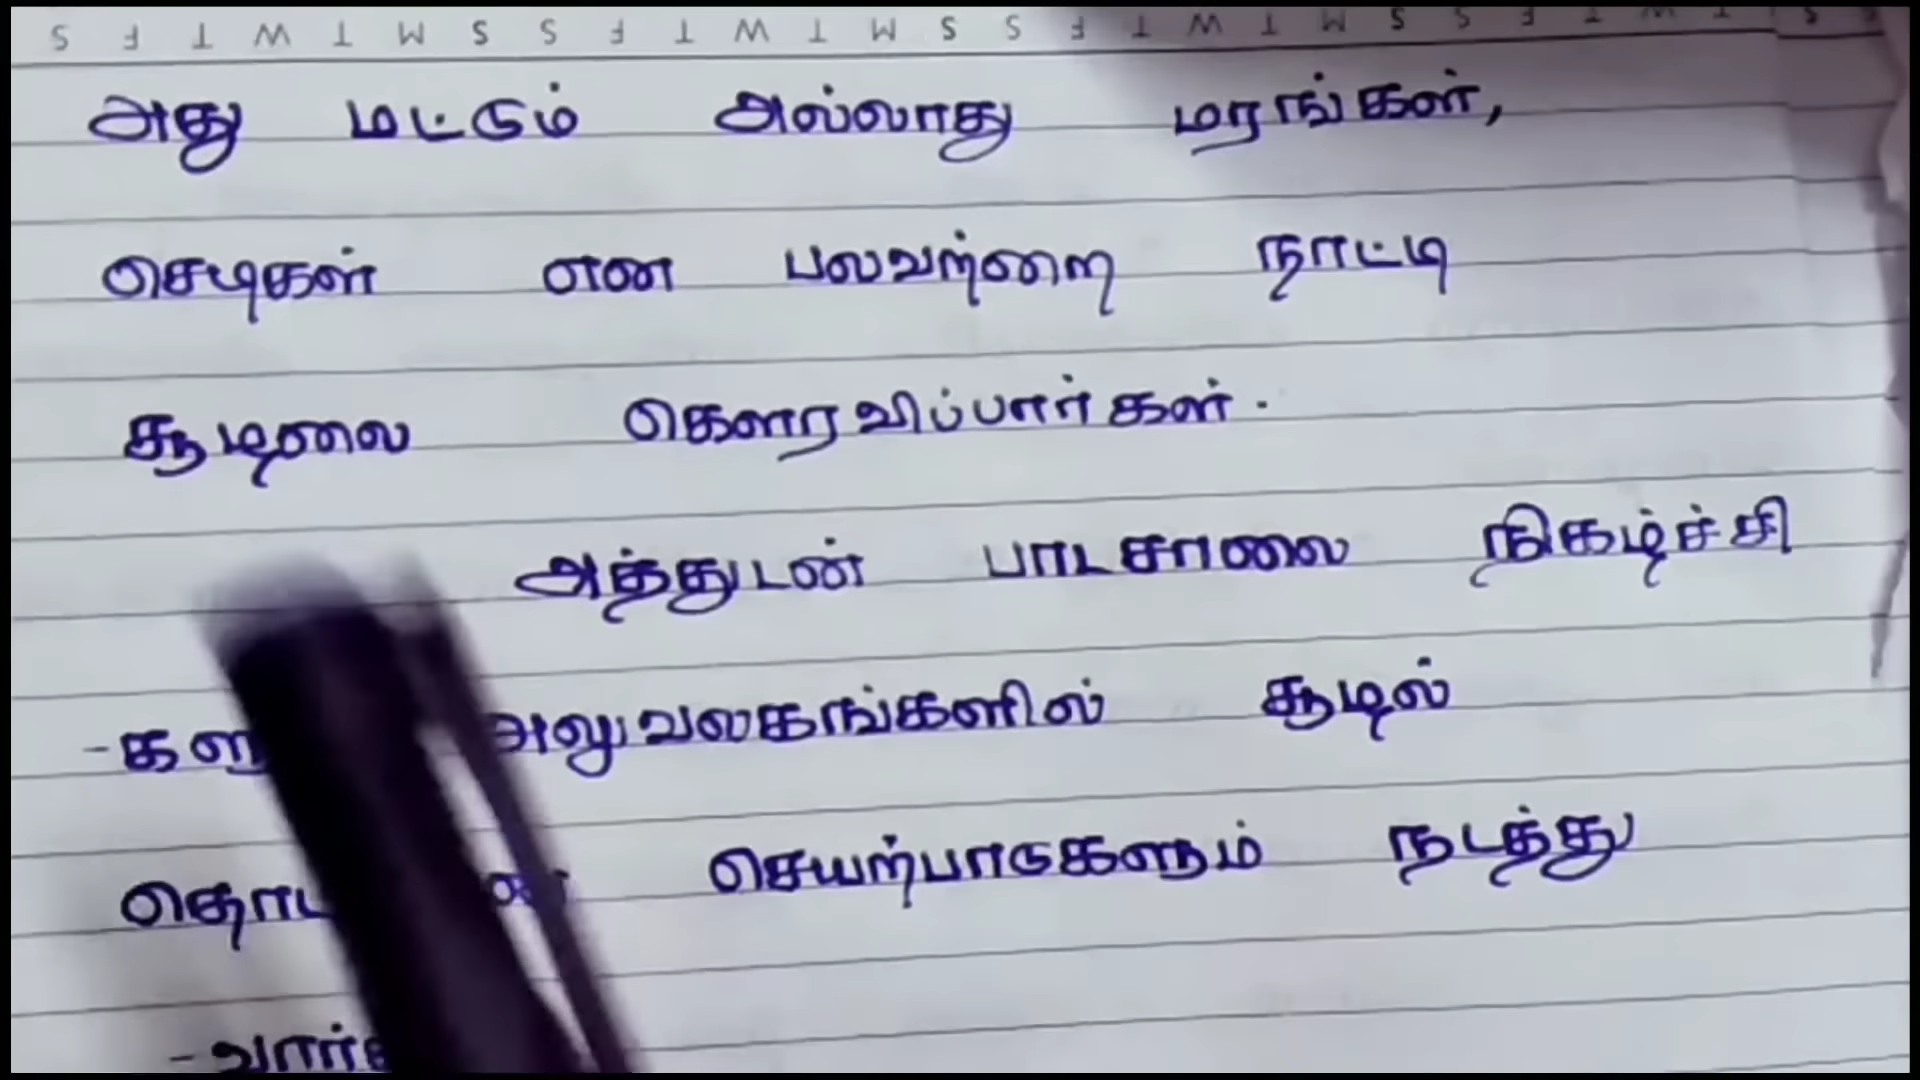 S F T W T M S S F T W T M S S F T W T M S S F T W T S
அது மட்டும் அல்லாது மரங்கள்,
செடிகள் என பலவற்றை நாட்டி
சூடிலை கௌரவிப்பார்கள்.
அத்துடன் பாடசாலை நிகழ்ச்சி
அலுவலகங்களில் சூடில்
செயற்பாடுகளும் நடத்து